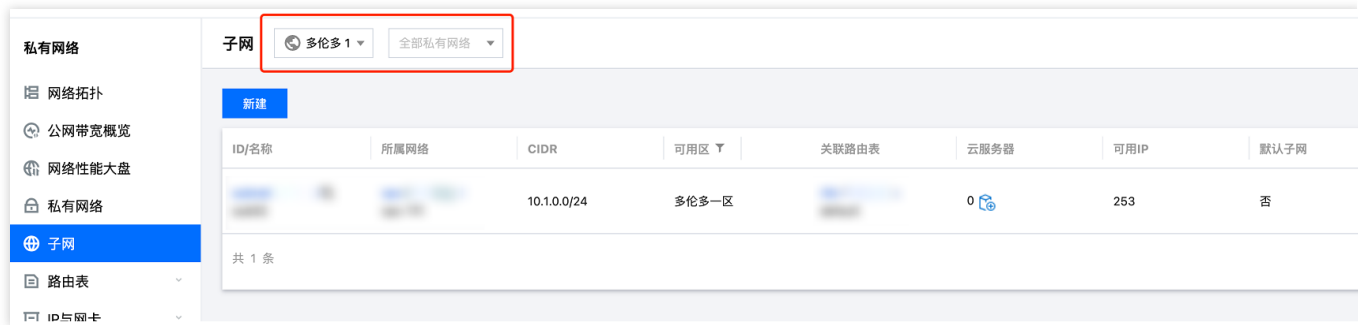 私有网络
网络拓扑
公网带宽概览
网络性能大盘
私有网络
子网
路由表
IP与网卡
子网 多伦多 1 全部私有网络
新建
ID/名称 所属网络 CIDR 可用区 关联路由表 云服务器 可用IP 默认子网
10.1.0.0/24 多伦多一区 0 253 否
共 1 条